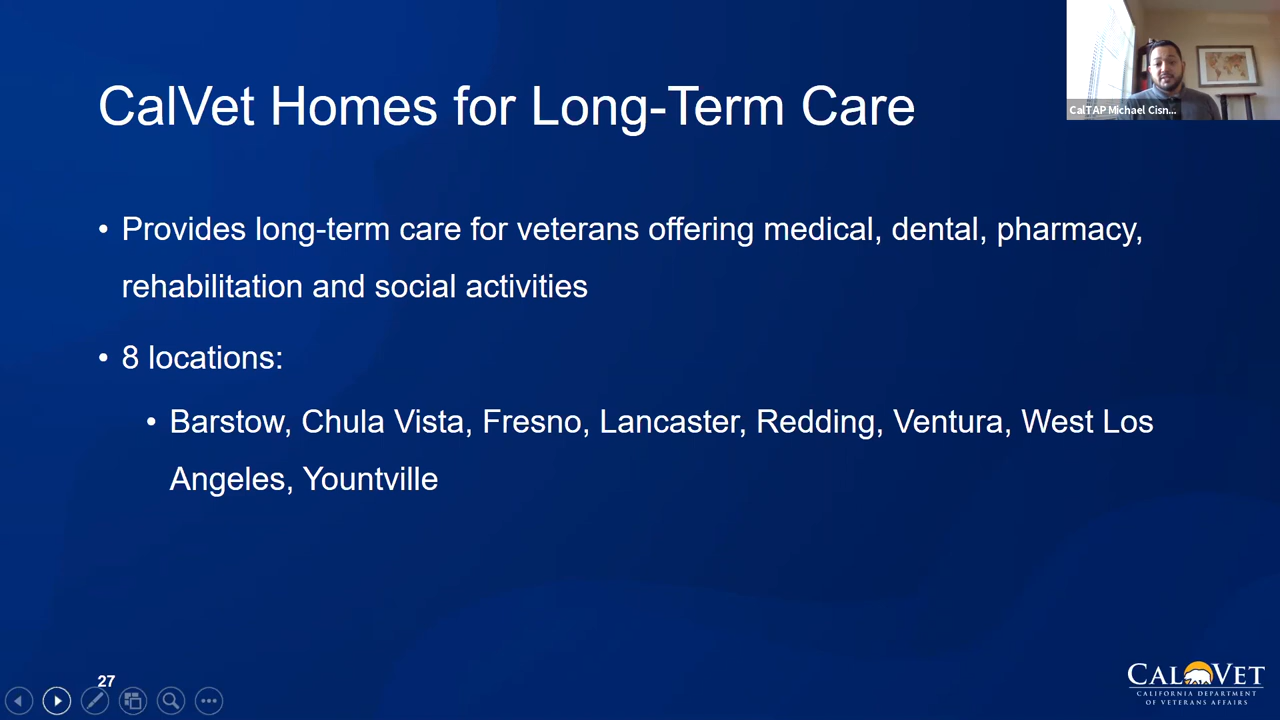 CalVet Homes for Long-Term Care
CalTAP Michael Cisn...
• Provides long-term care for veterans offering medical, dental, pharmacy,
rehabilitation and social activities
• 8 locations:
• Barstow, Chula Vista, Fresno, Lancaster, Redding, Ventura, West Los
Angeles, Yountville
27
CALVET
CALIFORNIA DEPARTMENT
OF VETERANS AFFAIRS